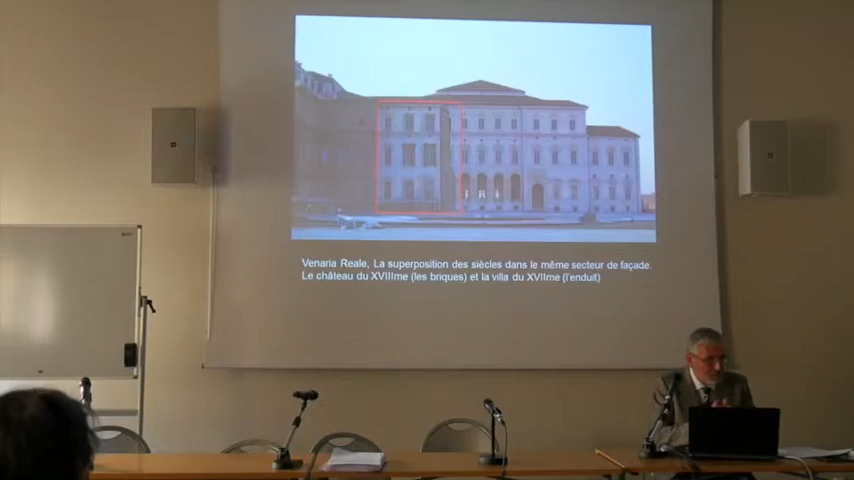 Venaria Reale, La superposition des siècles dans le même secteur de façade.
Le château du XVIIIme (les briques) et la villa du XVIIme (l'enduit)